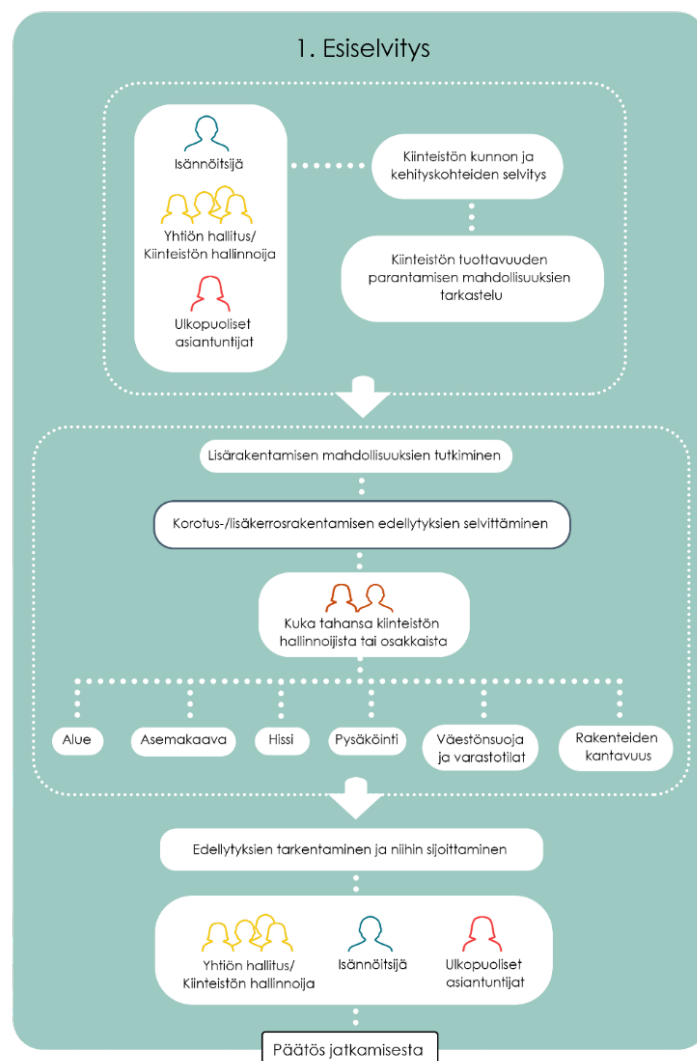 1. Esiselvitys
Isännöitsijä
Yhtiön hallitus/
Kiinteistön hallinnoija
Ulkopuoliset
asiantuntijat
Kiinteistön kunnon ja
kehityskohteiden selvitys
Kiinteistön tuottavuuden
parantamisen mahdollisuuksien
tarkastelu
Lisärakentamisen mahdollisuuksien tutkiminen
Korotus-/lisäkerrosrakentamisen edellytyksien selvittäminen
Kuka tahansa kiinteistön
hallinnoijista tai osakkaista
Alue
Asemakaava
Hissi
Pysäköinti
Väestönsuoja
ja varastotilat
Rakenteiden
kantavuus
Edellytyksien tarkentaminen ja niihin sijoittaminen
Yhtiön hallitus/
Kiinteistön hallinnoija
Isännöitsijä
Ulkopuoliset
asiantuntijat
Päätös jatkamisesta